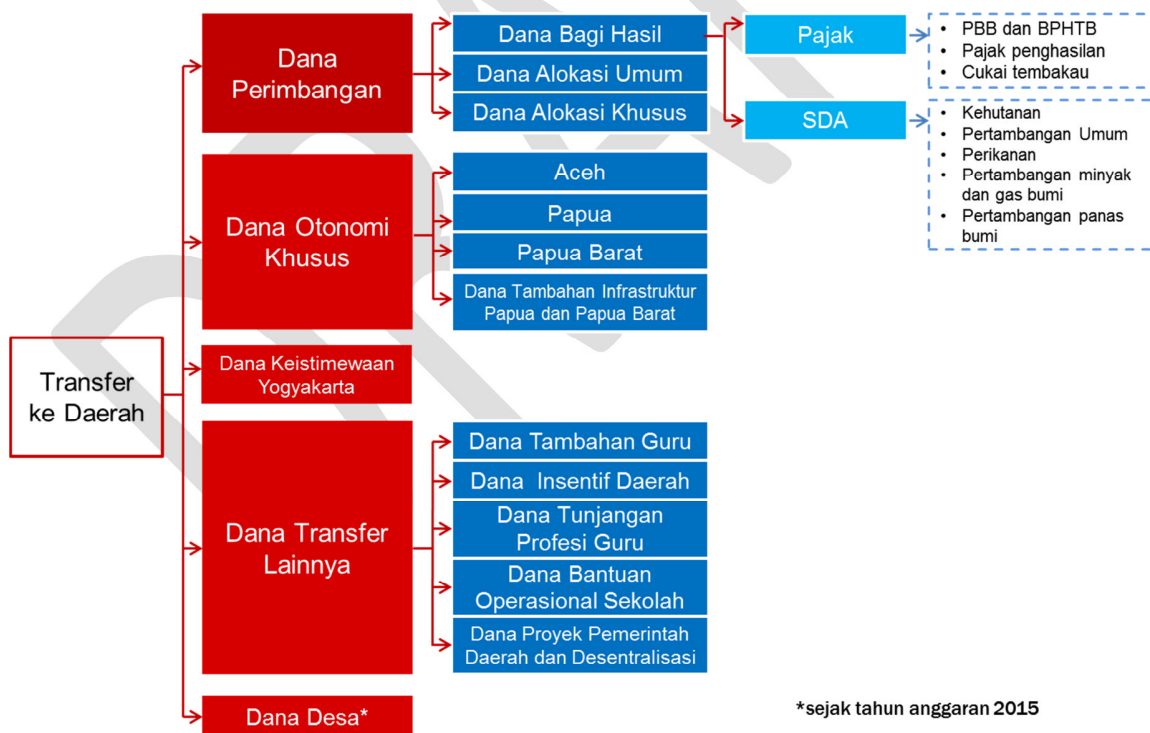 Transfer
ke Daerah
Dana
Perimbangan
Dana Bagi Hasil
Dana Alokasi Umum
Dana Alokasi Khusus
Pajak
• PBB dan BPHTB
• Pajak penghasilan
• Cukai tembakau
SDA
• Kehutanan
• Pertambangan Umum
• Perikanan
• Pertambangan minyak
dan gas bumi
• Pertambangan panas
bumi
Dana Otonomi
Khusus
Aceh
Papua
Papua Barat
Dana Tambahan Infrastruktur
Papua dan Papua Barat
Dana Keistimewaan
Yogyakarta
Dana Transfer
Lainnya
Dana Tambahan Guru
Dana Insentif Daerah
Dana Tunjangan
Profesi Guru
Dana Bantuan
Operasional Sekolah
Dana Proyek Pemerintah
Daerah dan Desentralisasi
Dana Desa*
*sejak tahun anggaran 2015